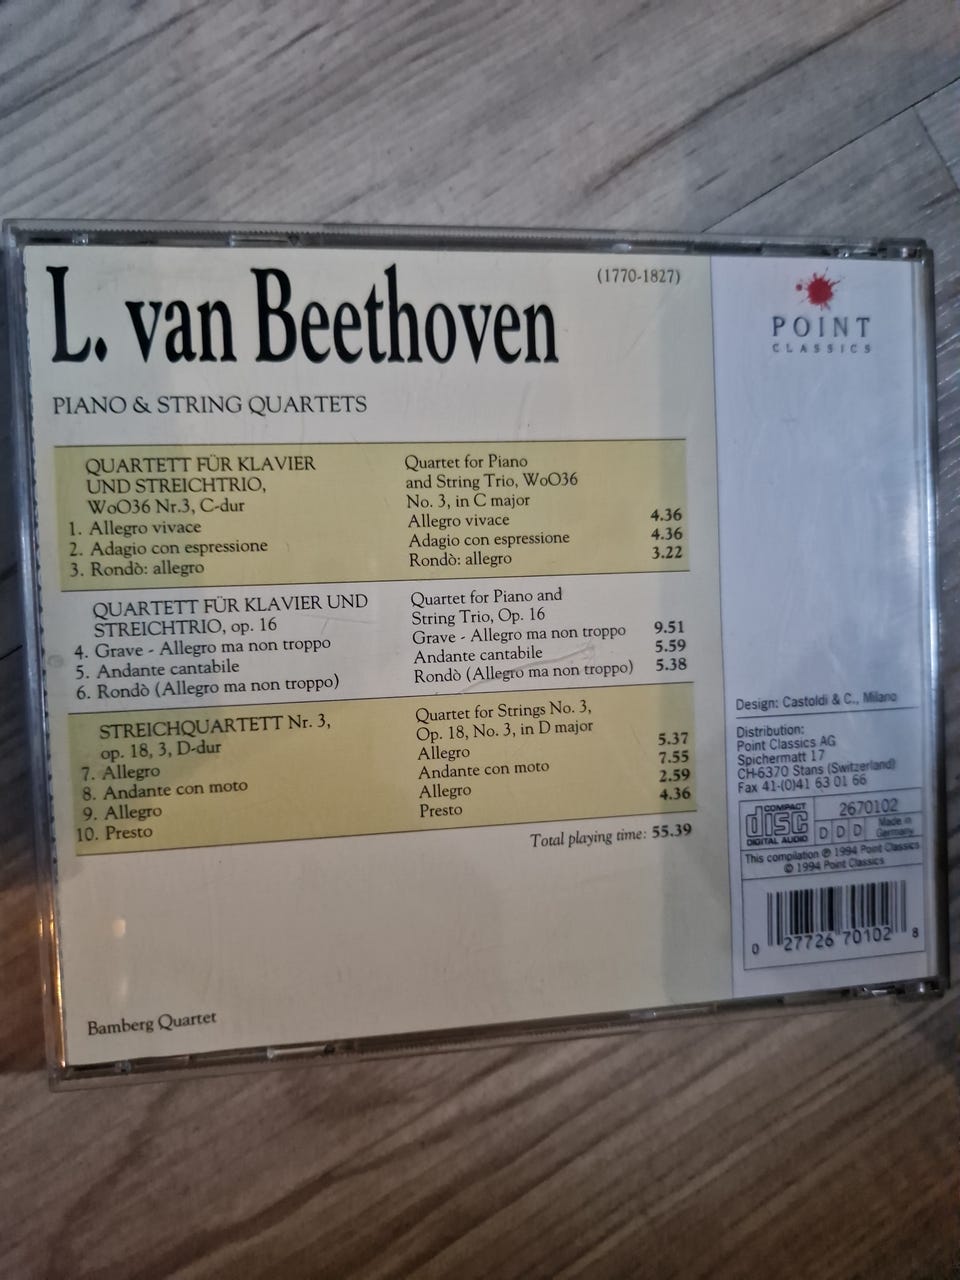 L. van Beethoven
(1770-1827)
PIANO & STRING QUARTETS
QUARTETT FÜR KLAVIER
UND STREICHTRIO,
WoO36 Nr.3, C-dur
1. Allegro vivace
2. Adagio con espressione
3. Rondò: allegro
Quartet for Piano
and String Trio, WoO36
No. 3, in C major
Allegro vivace 4.36
Adagio con espressione 4.36
Rondò: allegro 3.22
QUARTETT FÜR KLAVIER UND
STREICHTRIO, op. 16
4. Grave - Allegro ma non troppo
5. Andante cantabile
6. Rondò (Allegro ma non troppo)
Quartet for Piano and
String Trio, Op. 16
Grave - Allegro ma non troppo 9.51
Andante cantabile 5.59
Rondò (Allegro ma non troppo) 5.38
STREICHQUARTETT Nr. 3,
op. 18, 3, D-dur
7. Allegro
8. Andante con moto
9. Allegro
10. Presto
Quartet for Strings No. 3,
Op. 18, No. 3, in D major
Allegro 5.37
Andante con moto 7.55
Allegro 2.59
Presto 4.36
Total playing time: 55.39
Bamberg Quartet
POINT
CLASSICS
Design: Castoldi & C., Milano
Distribution:
Point Classics AG
Spichermatt 17
CH-6370 Stans (Switzerland)
Fax 41-(0)41 63 01 66
COMPACT
disc
DIGITAL AUDIO
2670102
D D D
Made in
Germany
This compilation ℗ 1994 Point Classics
© 1994 Point Classics
0 27726 70102 8